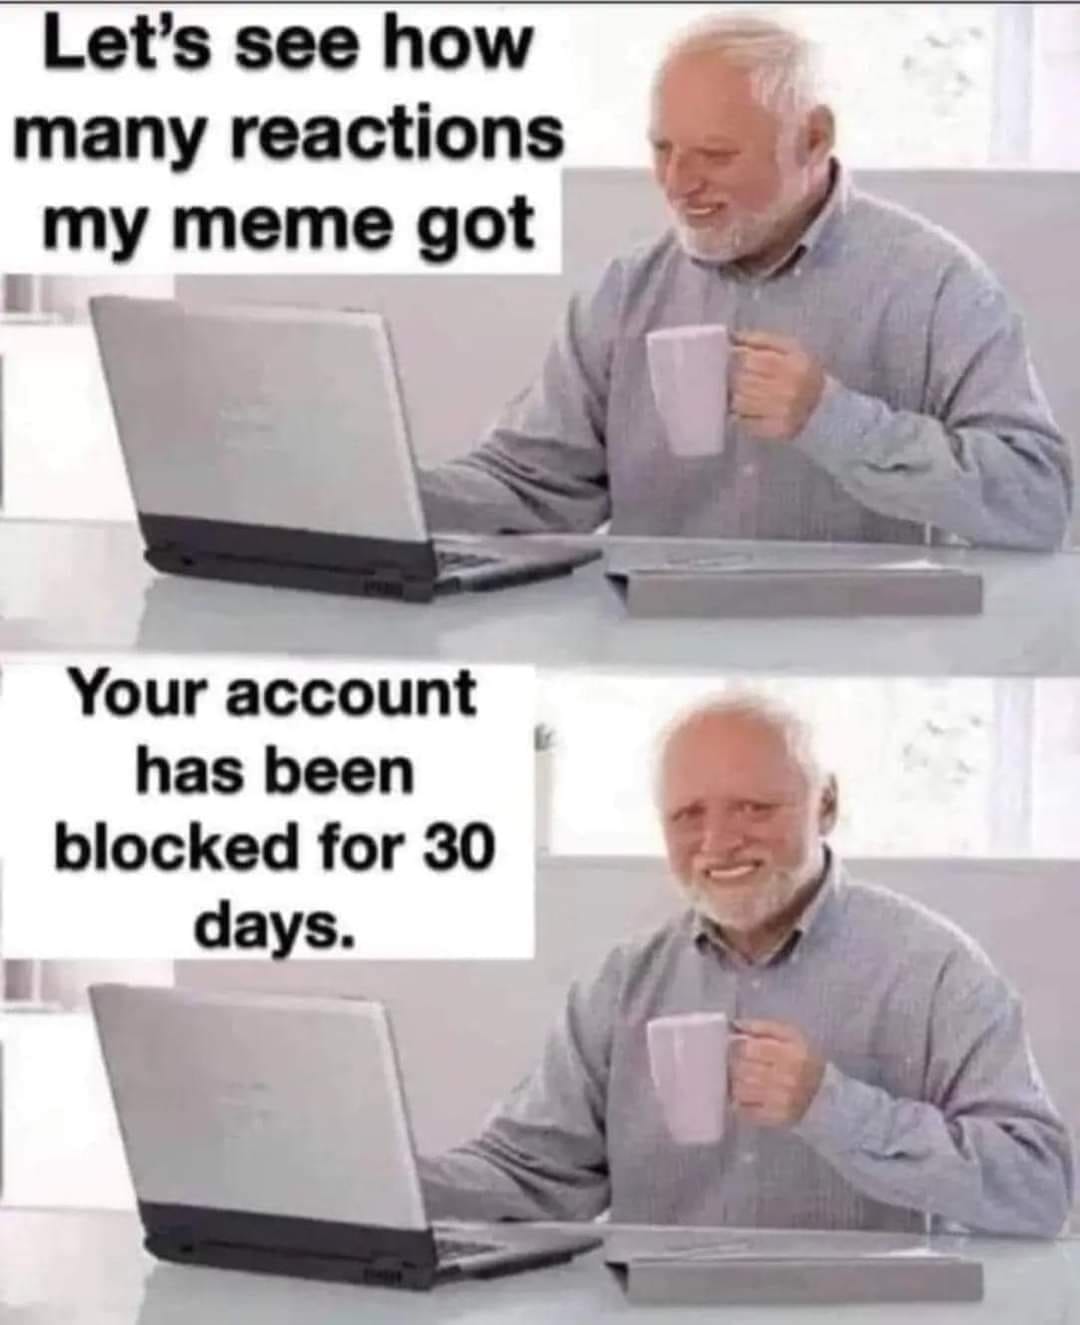 Let's see how
many reactions
my meme got
Your account
has been
blocked for 30
days.